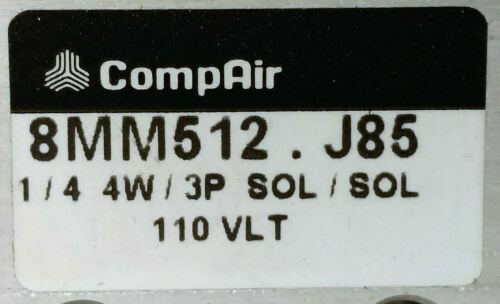 CompAir
8MM512 . J85
1 / 4 4W / 3P SOL / SOL
110 VLT